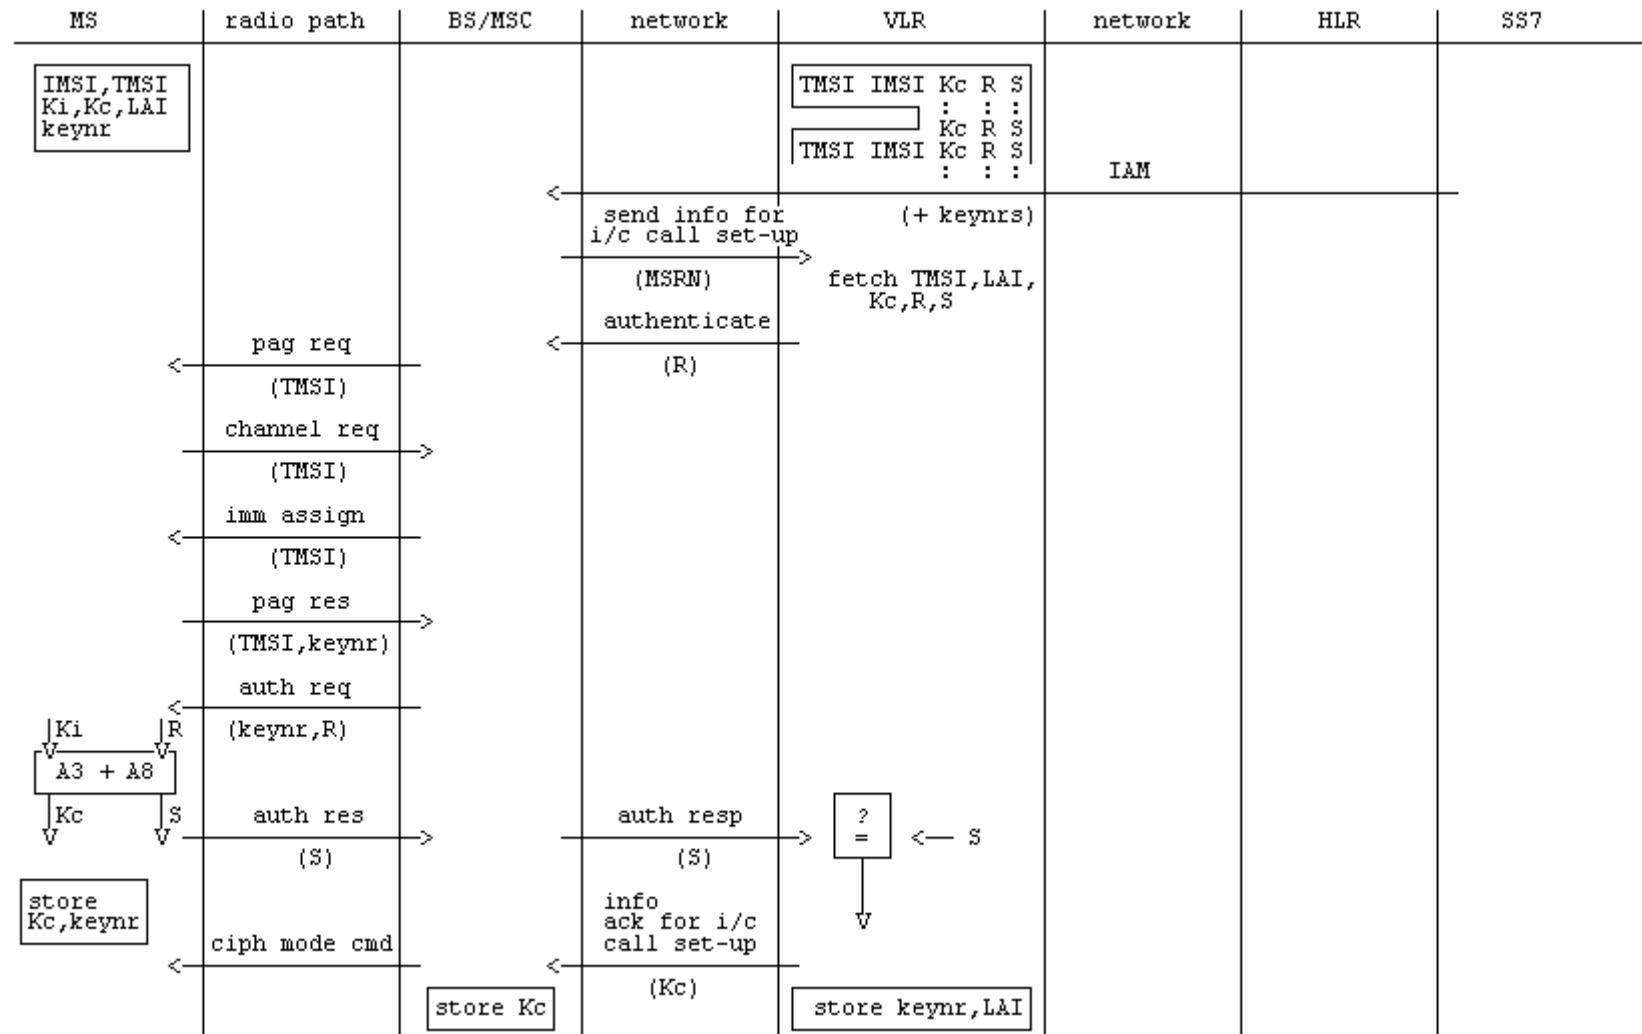 MS radio path BS/MSC network VLR network HLR SS7
IMSI,TMSI
Ki,Kc,LAI
keynr
TMSI IMSI Kc R S
: : :
Kc R S
TMSI IMSI Kc R S
: : :
IAM
send info for
i/c call set-up
(+ keynrs)
(MSRN)
fetch TMSI,LAI,
Kc,R,S
authenticate
(R)
pag req
(TMSI)
channel req
(TMSI)
imm assign
(TMSI)
pag res
(TMSI,keynr)
auth req
(keynr,R)
Ki R
A3 + A8
Kc S
auth res
(S)
auth resp
(S)
?
=
S
store
Kc,keynr
info
ack for i/c
call set-up
ciph mode cmd
(Kc)
store Kc
store keynr,LAI